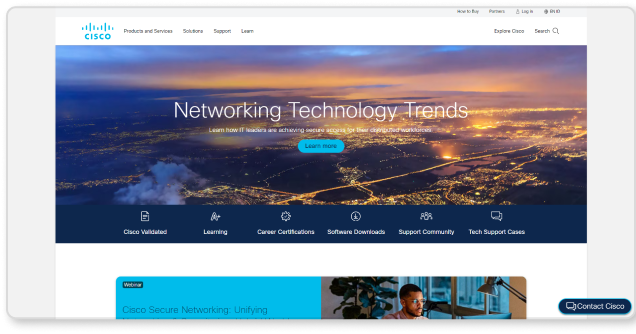 How to Buy Partners Log In EN ID
CISCO Products and Services Solutions Support Learn Explore Cisco Search
Networking Technology Trends
Learn how IT leaders are achieving secure access for their distributed workforces.
Learn more
Cisco Validated Learning Career Certifications Software Downloads Support Community Tech Support Cases
Webinar
Cisco Secure Networking: Unifying
Contact Cisco